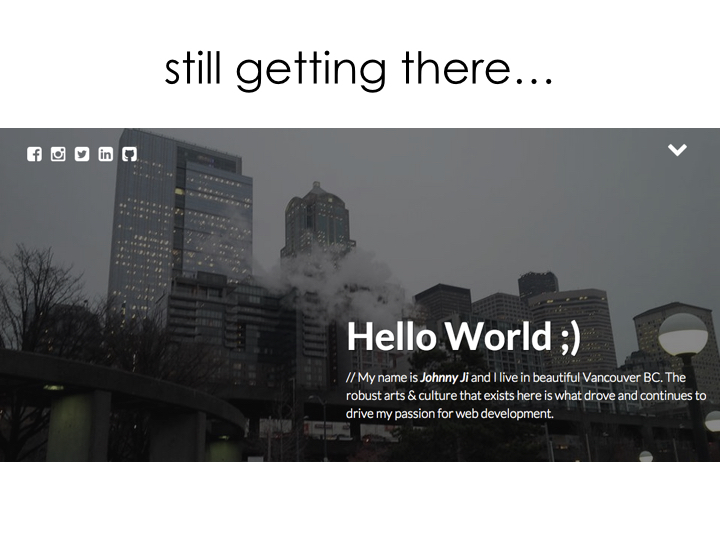 still getting there…
Hello World ;)
// My name is Johnny Ji and I live in beautiful Vancouver BC. The
robust arts & culture that exists here is what drove and continues to
drive my passion for web development.